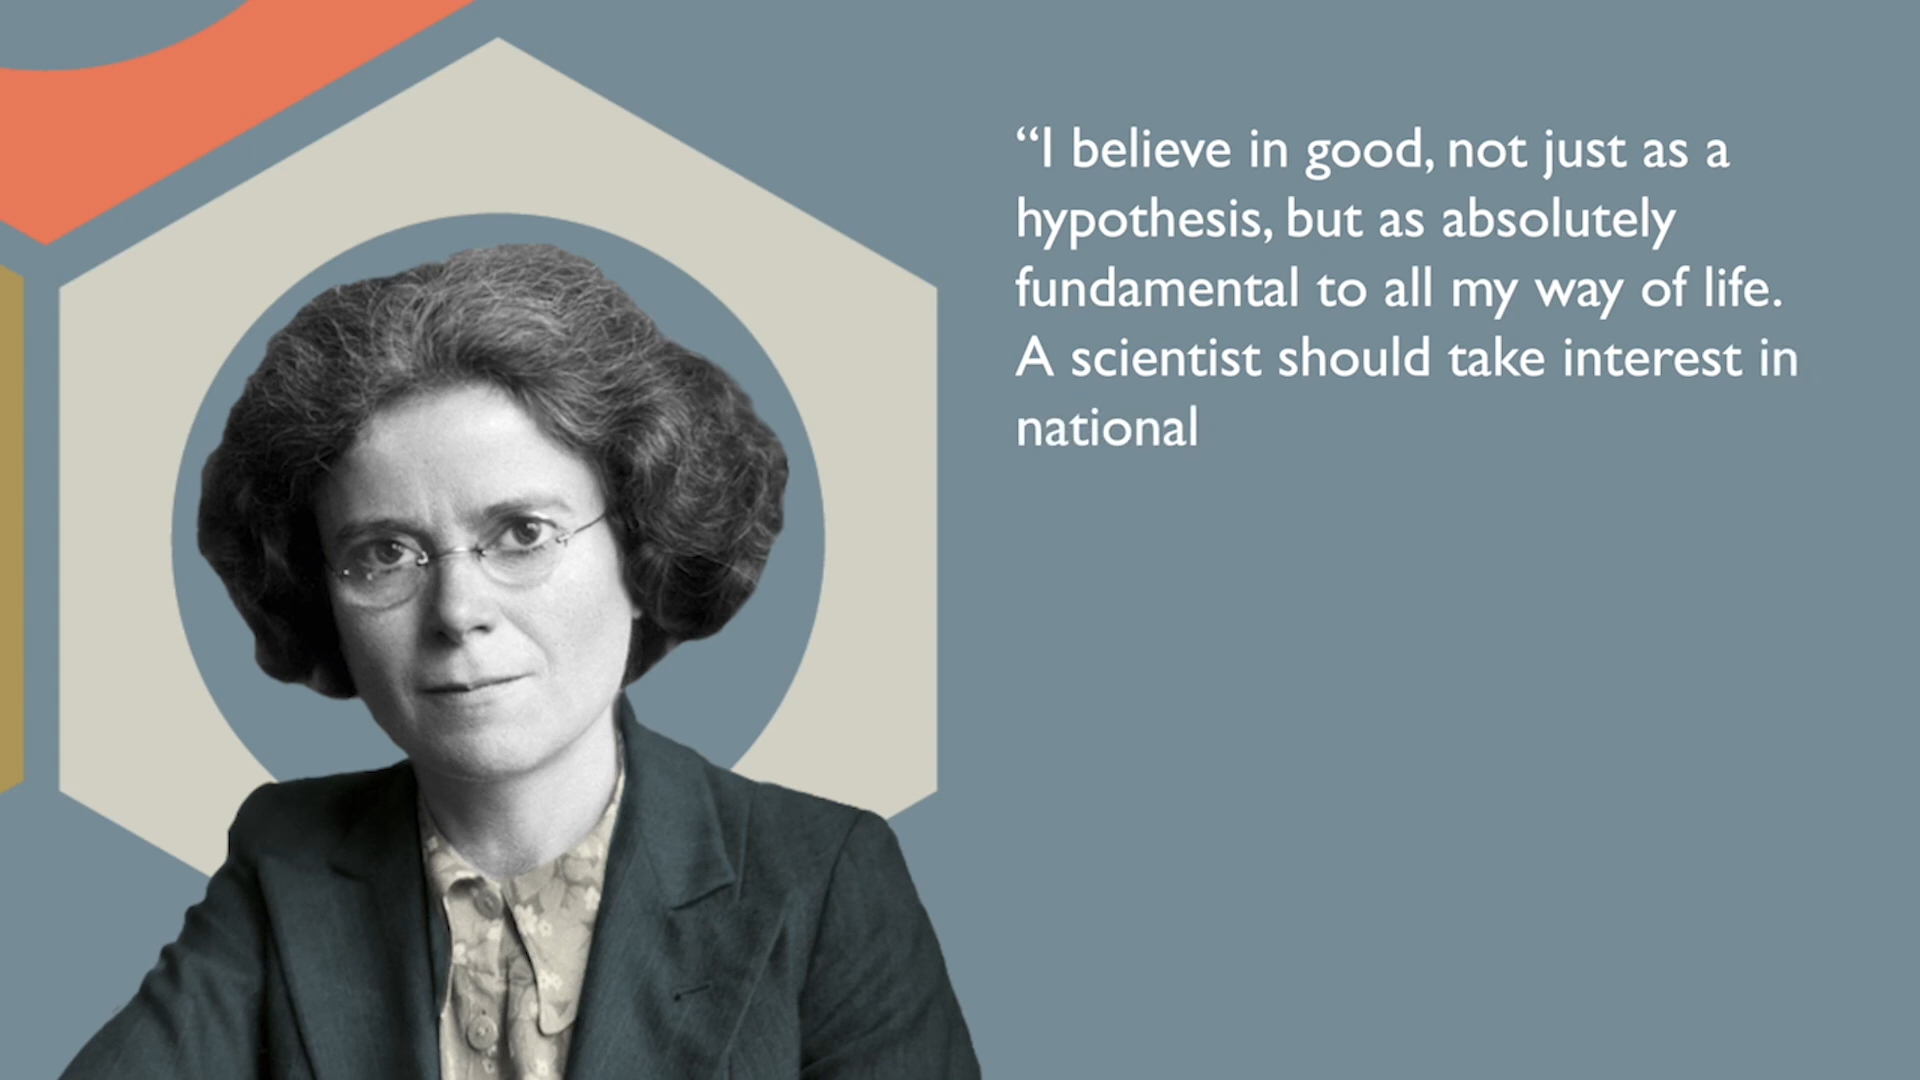 “I believe in good, not just as a
hypothesis, but as absolutely
fundamental to all my way of life.
A scientist should take interest in
national